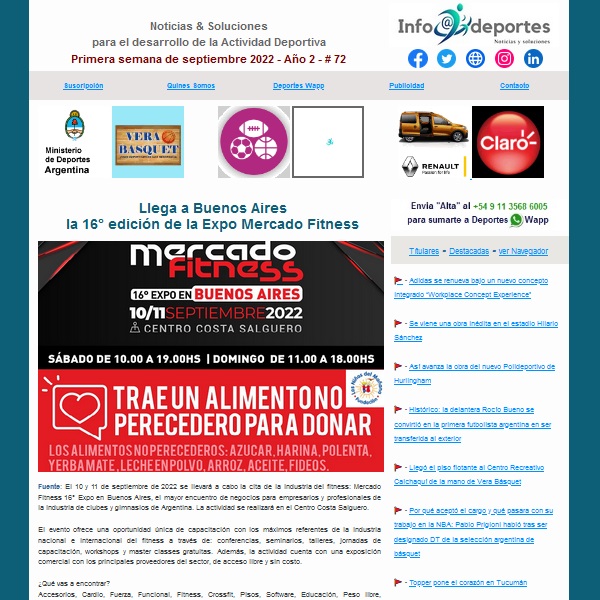 Noticias & Soluciones
para el desarrollo de la Actividad Deportiva
Primera semana de septiembre 2022 - Año 2 - # 72
Info@deportes
Noticias y soluciones
Suscripción
Quines Somos
Deportes Wapp
Publicidad
Contacto
Ministerio
de Deportes
Argentina
VERA
BASQUET
RENAULT
Passion for life
Claro
Llega a Buenos Aires
la 16° edición de la Expo Mercado Fitness
mercado
fitness
16º EXPO EN BUENOS AIRES
10/11SEPTIEMBRE2022
CENTRO COSTA SALGUERO
SÁBADO DE 10.00 A 19.00HS | DOMINGO DE 11.00 A 18.00HS
TRAE UN ALIMENTO NO
PERECEDERO PARA DONAR
LOS ALIMENTOS NO PERECEDEROS: AZUCAR, HARINA, POLENTA,
YERBA MATE, LECHE EN POLVO, ARROZ, ACEITE, FIDEOS.
Fuente: El 10 y 11 de septiembre de 2022 se llevará a cabo la cita de la industria del fitness: Mercado
Fitness 16° Expo en Buenos Aires, el mayor encuentro de negocios para empresarios y profesionales de
la industria de clubes y gimnasios de Argentina. La actividad se realizará en el Centro Costa Salguero.
El evento ofrece una oportunidad única de capacitación con los máximos referentes de la industria
nacional e internacional del fitness a través de: conferencias, seminarios, talleres, jornadas de
capacitación, workshops y master classes gratuitas. Además, la actividad cuenta con una exposición
comercial con los principales proveedores del sector, de acceso libre y sin costo.
¿Qué vas a encontrar?
Accesorios, Cardio, Fuerza, Funcional, Fitness, Crossfit, Pisos, Software, Educación, Peso libre,
Envia "Alta" al +54 9 11 3568 6005
para sumarte a Deportes Wapp
Títulares - Destacadas - ver Navegador
- Adidas se renueva bajo un nuevo concepto
integrado "Workplace Concept Experience"
- Se viene una obra inédita en el estadio Hilario
Sánchez
- Así avanza la obra del nuevo Polideportivo de
Hurlingham
- Histórico: la delantera Rocío Bueno se
convirtió en la primera futbolista argentina en ser
transferida al exterior
- Llegó el piso flotante al Centro Recreativo
Calchaquí de la mano de Vera Básquet
- Por qué aceptó el cargo y qué pasará con su
trabajo en la NBA: Pablo Prigioni habló tras ser
designado DT de la selección argentina de
básquet
- Topper pone el corazón en Tucumán